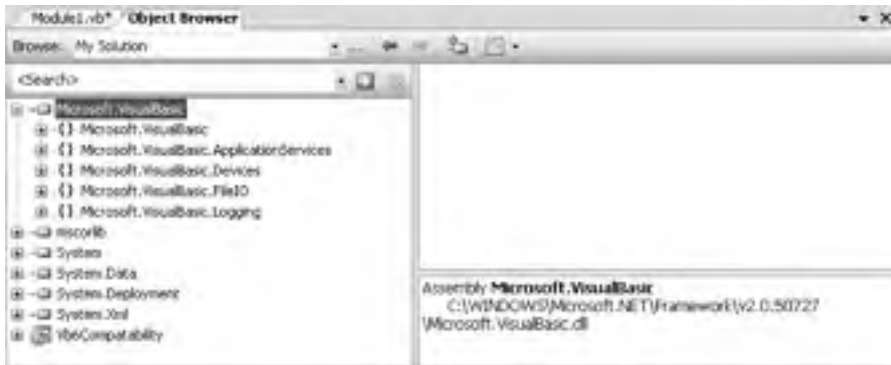 Module1.vb* Object Browser
Browse: My Solution
<Search>
Microsoft.VisualBasic
{} Microsoft.VisualBasic
{} Microsoft.VisualBasic.ApplicationServices
{} Microsoft.VisualBasic.Devices
{} Microsoft.VisualBasic.FileIO
{} Microsoft.VisualBasic.Logging
mscorlib
System
System.Data
System.Deployment
System.Xml
Vb6Compatability
Assembly Microsoft.VisualBasic
C:\WINDOWS\Microsoft.NET\Framework\v2.0.50727
\Microsoft.VisualBasic.dll